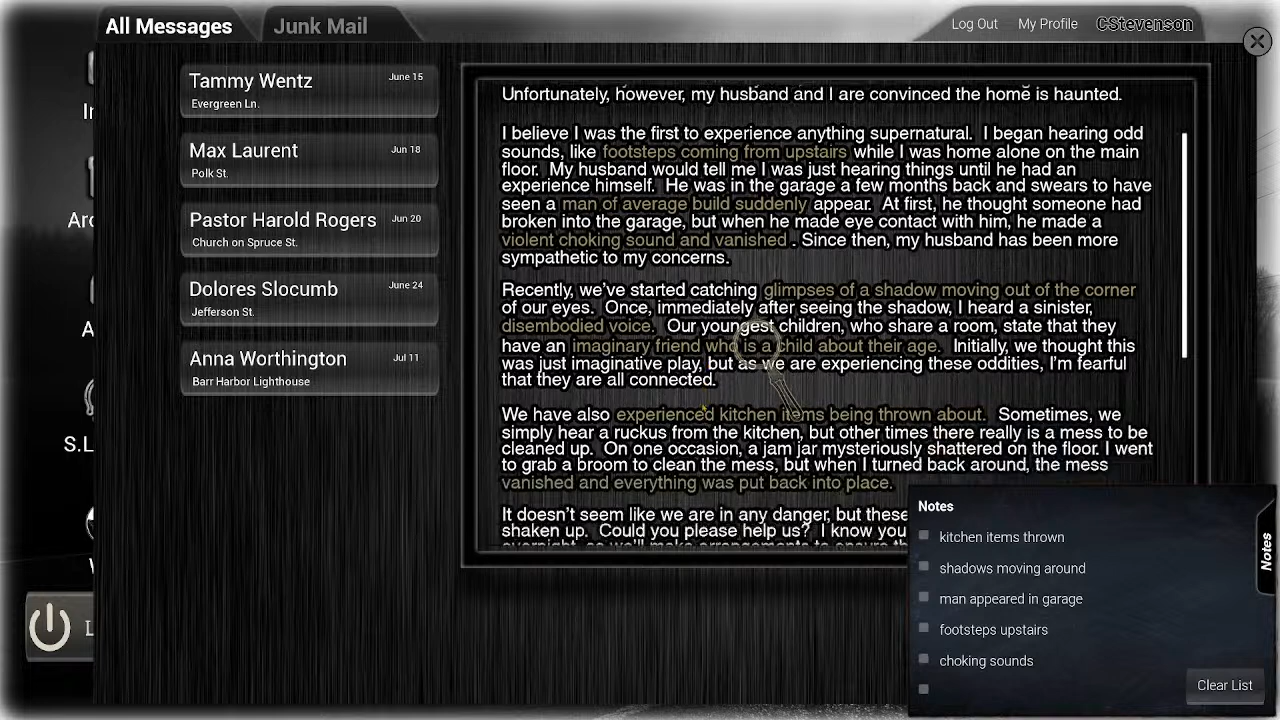 All Messages
Junk Mail
Log Out
My Profile
CStevenson
Tammy Wentz
June 15
Evergreen Ln.
Max Laurent
Jun 18
Polk St.
Pastor Harold Rogers
Jun 20
Church on Spruce St.
Dolores Slocumb
June 24
Jefferson St.
Anna Worthington
Jul 11
Barr Harbor Lighthouse
S.L
Unfortunately, however, my husband and I are convinced the home is haunted.
I believe I was the first to experience anything supernatural. I began hearing odd
sounds, like footsteps coming from upstairs while I was home alone on the main
floor. My husband would tell me I was just hearing things until he had an
experience himself. He was in the garage a few months back and swears to have
seen a man of average build suddenly appear. At first, he thought someone had
broken into the garage, but when he made eye contact with him, he made a
violent choking sound and vanished . Since then, my husband has been more
sympathetic to my concerns.
Recently, we've started catching glimpses of a shadow moving out of the corner
of our eyes. Once, immediately after seeing the shadow, I heard a sinister,
disembodied voice. Our youngest children, who share a room, state that they
have an imaginary friend who is a child about their age. Initially, we thought this
was just imaginative play, but as we are experiencing these oddities, I'm fearful
that they are all connected.
We have also experienced kitchen items being thrown about. Sometimes, we
simply hear a ruckus from the kitchen, but other times there really is a mess to be
cleaned up. On one occasion, a jam jar mysteriously shattered on the floor. I went
to grab a broom to clean the mess, but when I turned back around, the mess
vanished and everything was put back into place.
It doesn't seem like we are in any danger, but these
shaken up. Could you please help us? I know you
Notes
kitchen items thrown
shadows moving around
man appeared in garage
footsteps upstairs
choking sounds
Clear List
Notes